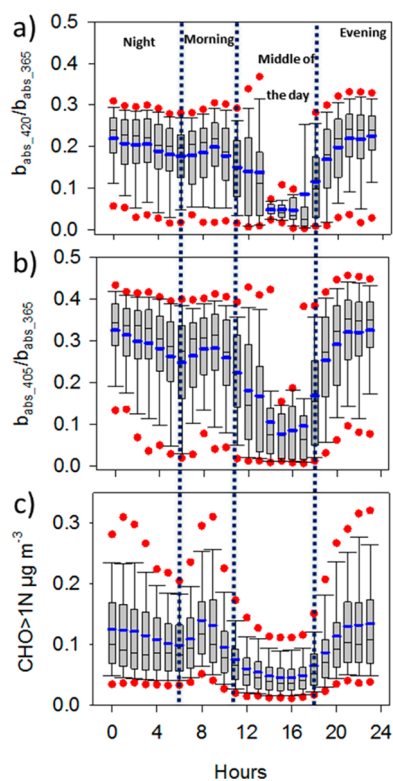 a)
Night
Morning
Middle of
the day
Evening
b_abs_420/b_abs_365
0.4
0.3
0.2
0.1
0.0
b)
b_abs_405/b_abs_365
0.5
0.4
0.3
0.2
0.1
0.0
c)
CHO>1N µg m⁻³
0.3
0.2
0.1
0.0
0 4 8 12 16 20 24
Hours